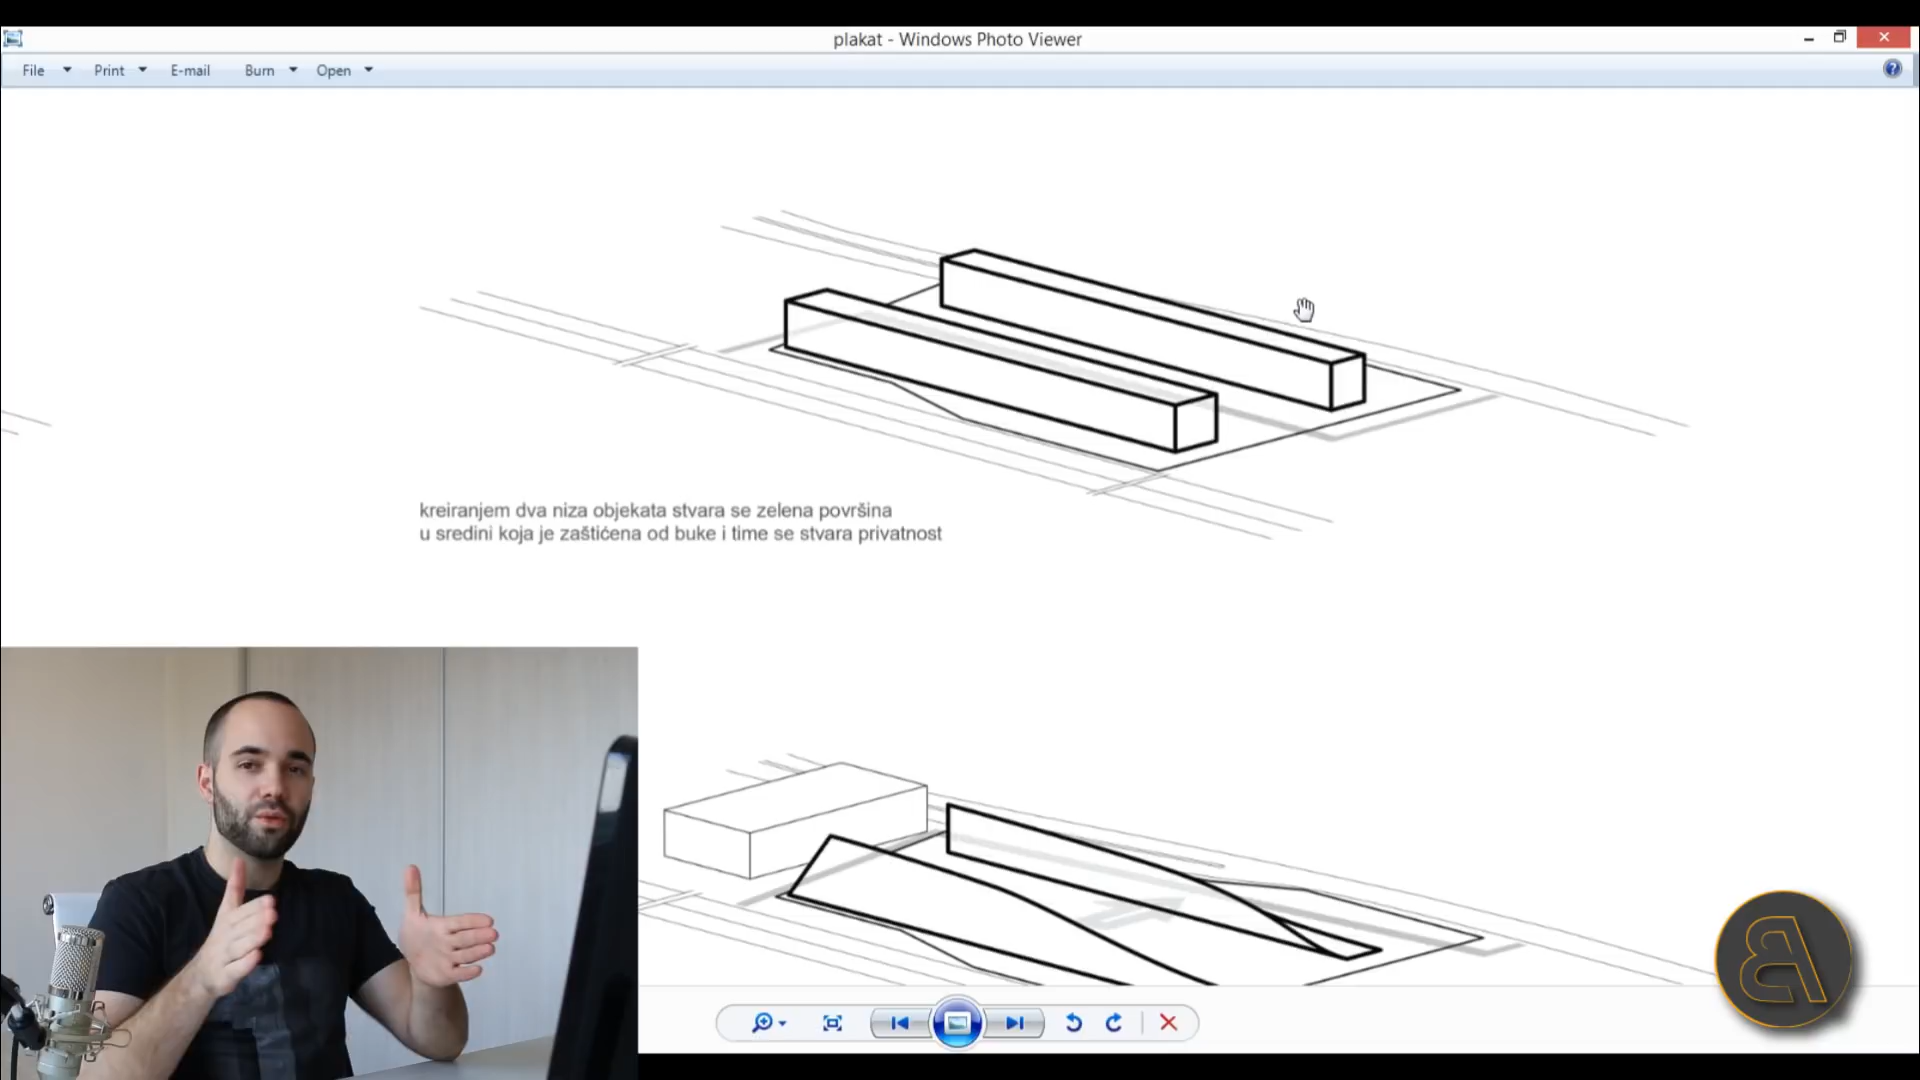 plakat - Windows Photo Viewer
File Print E-mail Burn Open
kreiranjem dva niza objekata stvara se zelena površina
u sredini koja je zaštićena od buke i time se stvara privatnost